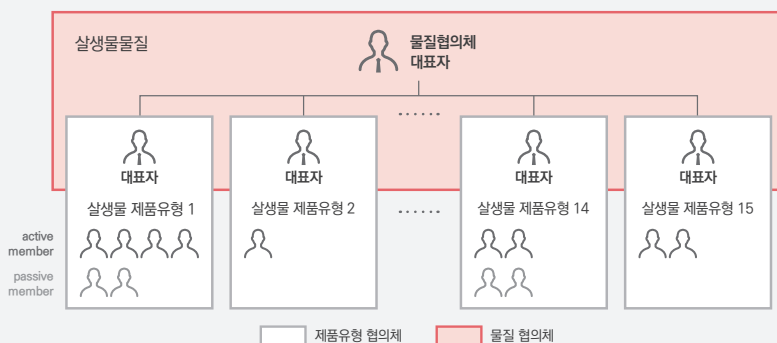 살생물물질
물질협의체
대표자
······
대표자
대표자
대표자
대표자
살생물 제품유형 1
살생물 제품유형 2
······
살생물 제품유형 14
살생물 제품유형 15
active
member
passive
member
제품유형 협의체
물질 협의체